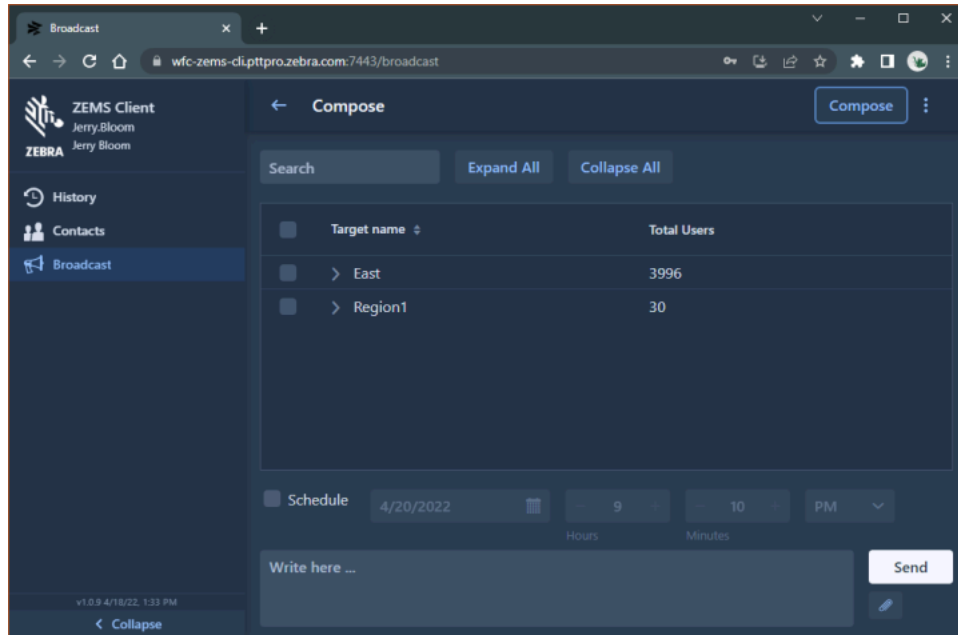 Broadcast
wfc-zems-cli.pttpro.zebra.com:7443/broadcast
ZEBRA
ZEMS Client
Jerry.Bloom
Jerry Bloom
History
Contacts
Broadcast
v1.0.9 4/18/22, 1:33 PM
Collapse
Compose
Compose
Search
Expand All
Collapse All
Target name
Total Users
East
3996
Region1
30
Schedule
4/20/2022
- 9 +
Hours
- 10 +
Minutes
PM
Write here ...
Send